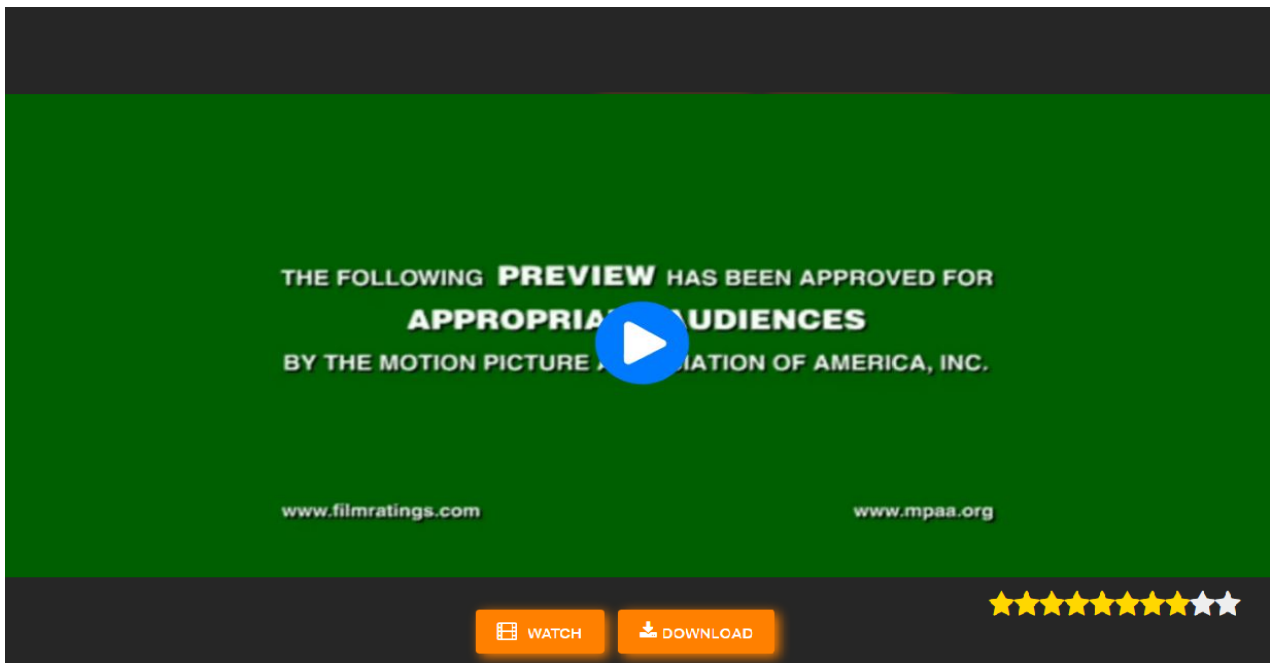 THE FOLLOWING PREVIEW HAS BEEN APPROVED FOR
AUDIENCES
BY THE MOTION PICTURE OF AMERICA, INC.
www.filmratings.com www.mpaa.org
WATCH DOWNLOAD